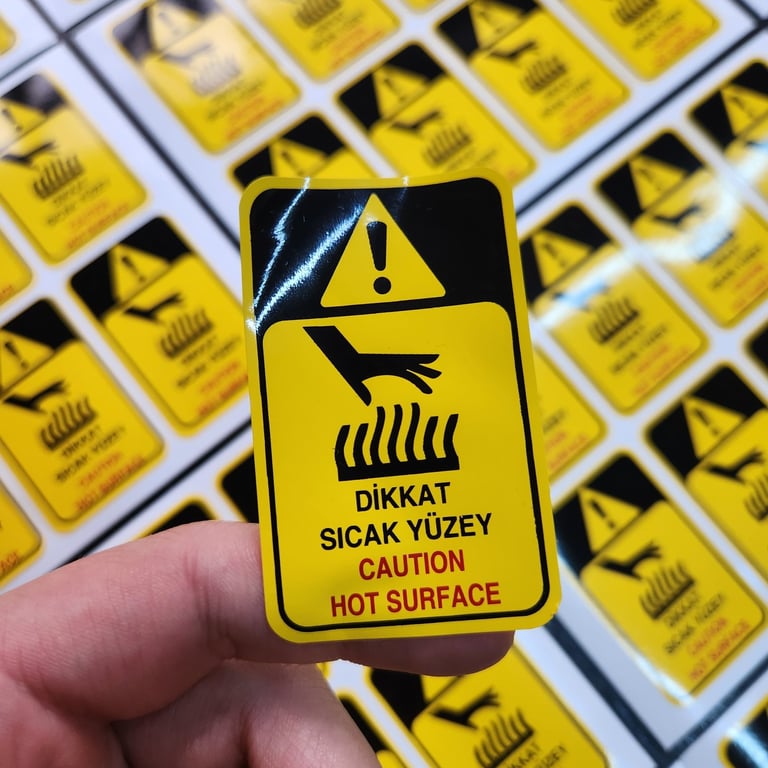 DİKKAT
SICAK YÜZEY
CAUTION
HOT SURFACE